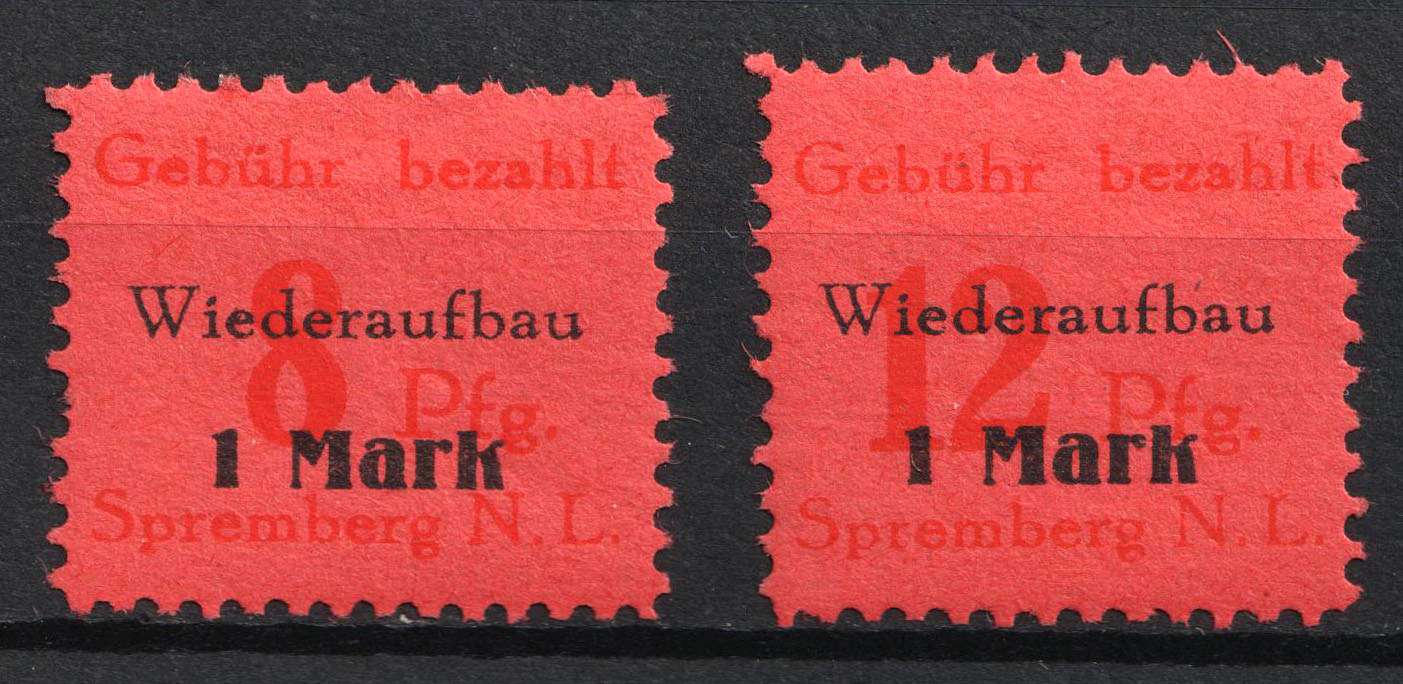 Gebühr bezahlt
Wiederaufbau
8 Pfg.
1 Mark
Spremberg N. L.
Gebühr bezahlt
Wiederaufbau
12 Pfg.
1 Mark
Spremberg N. L.